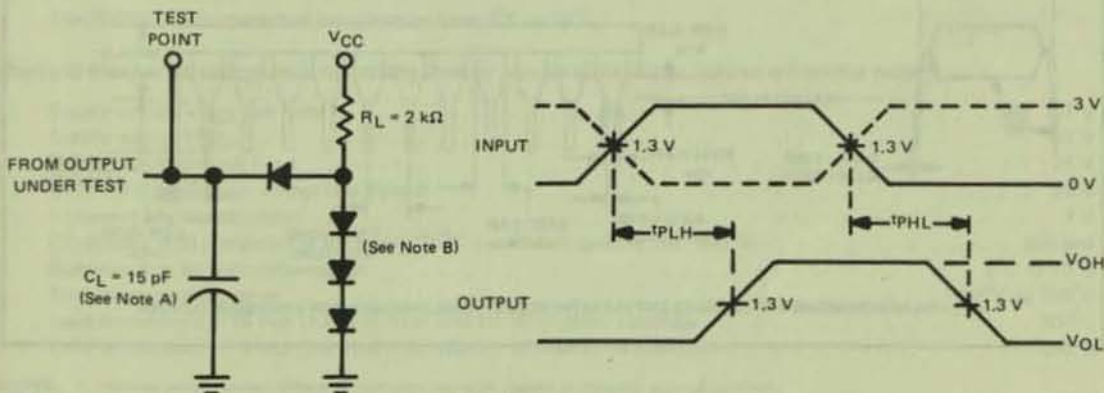 TEST
POINT
VCC
RL = 2 kΩ
FROM OUTPUT
UNDER TEST
(See Note B)
CL = 15 pF
(See Note A)
INPUT
1.3 V
1.3 V
3 V
0 V
tPLH
tPHL
OUTPUT
1.3 V
1.3 V
VOH
VOL